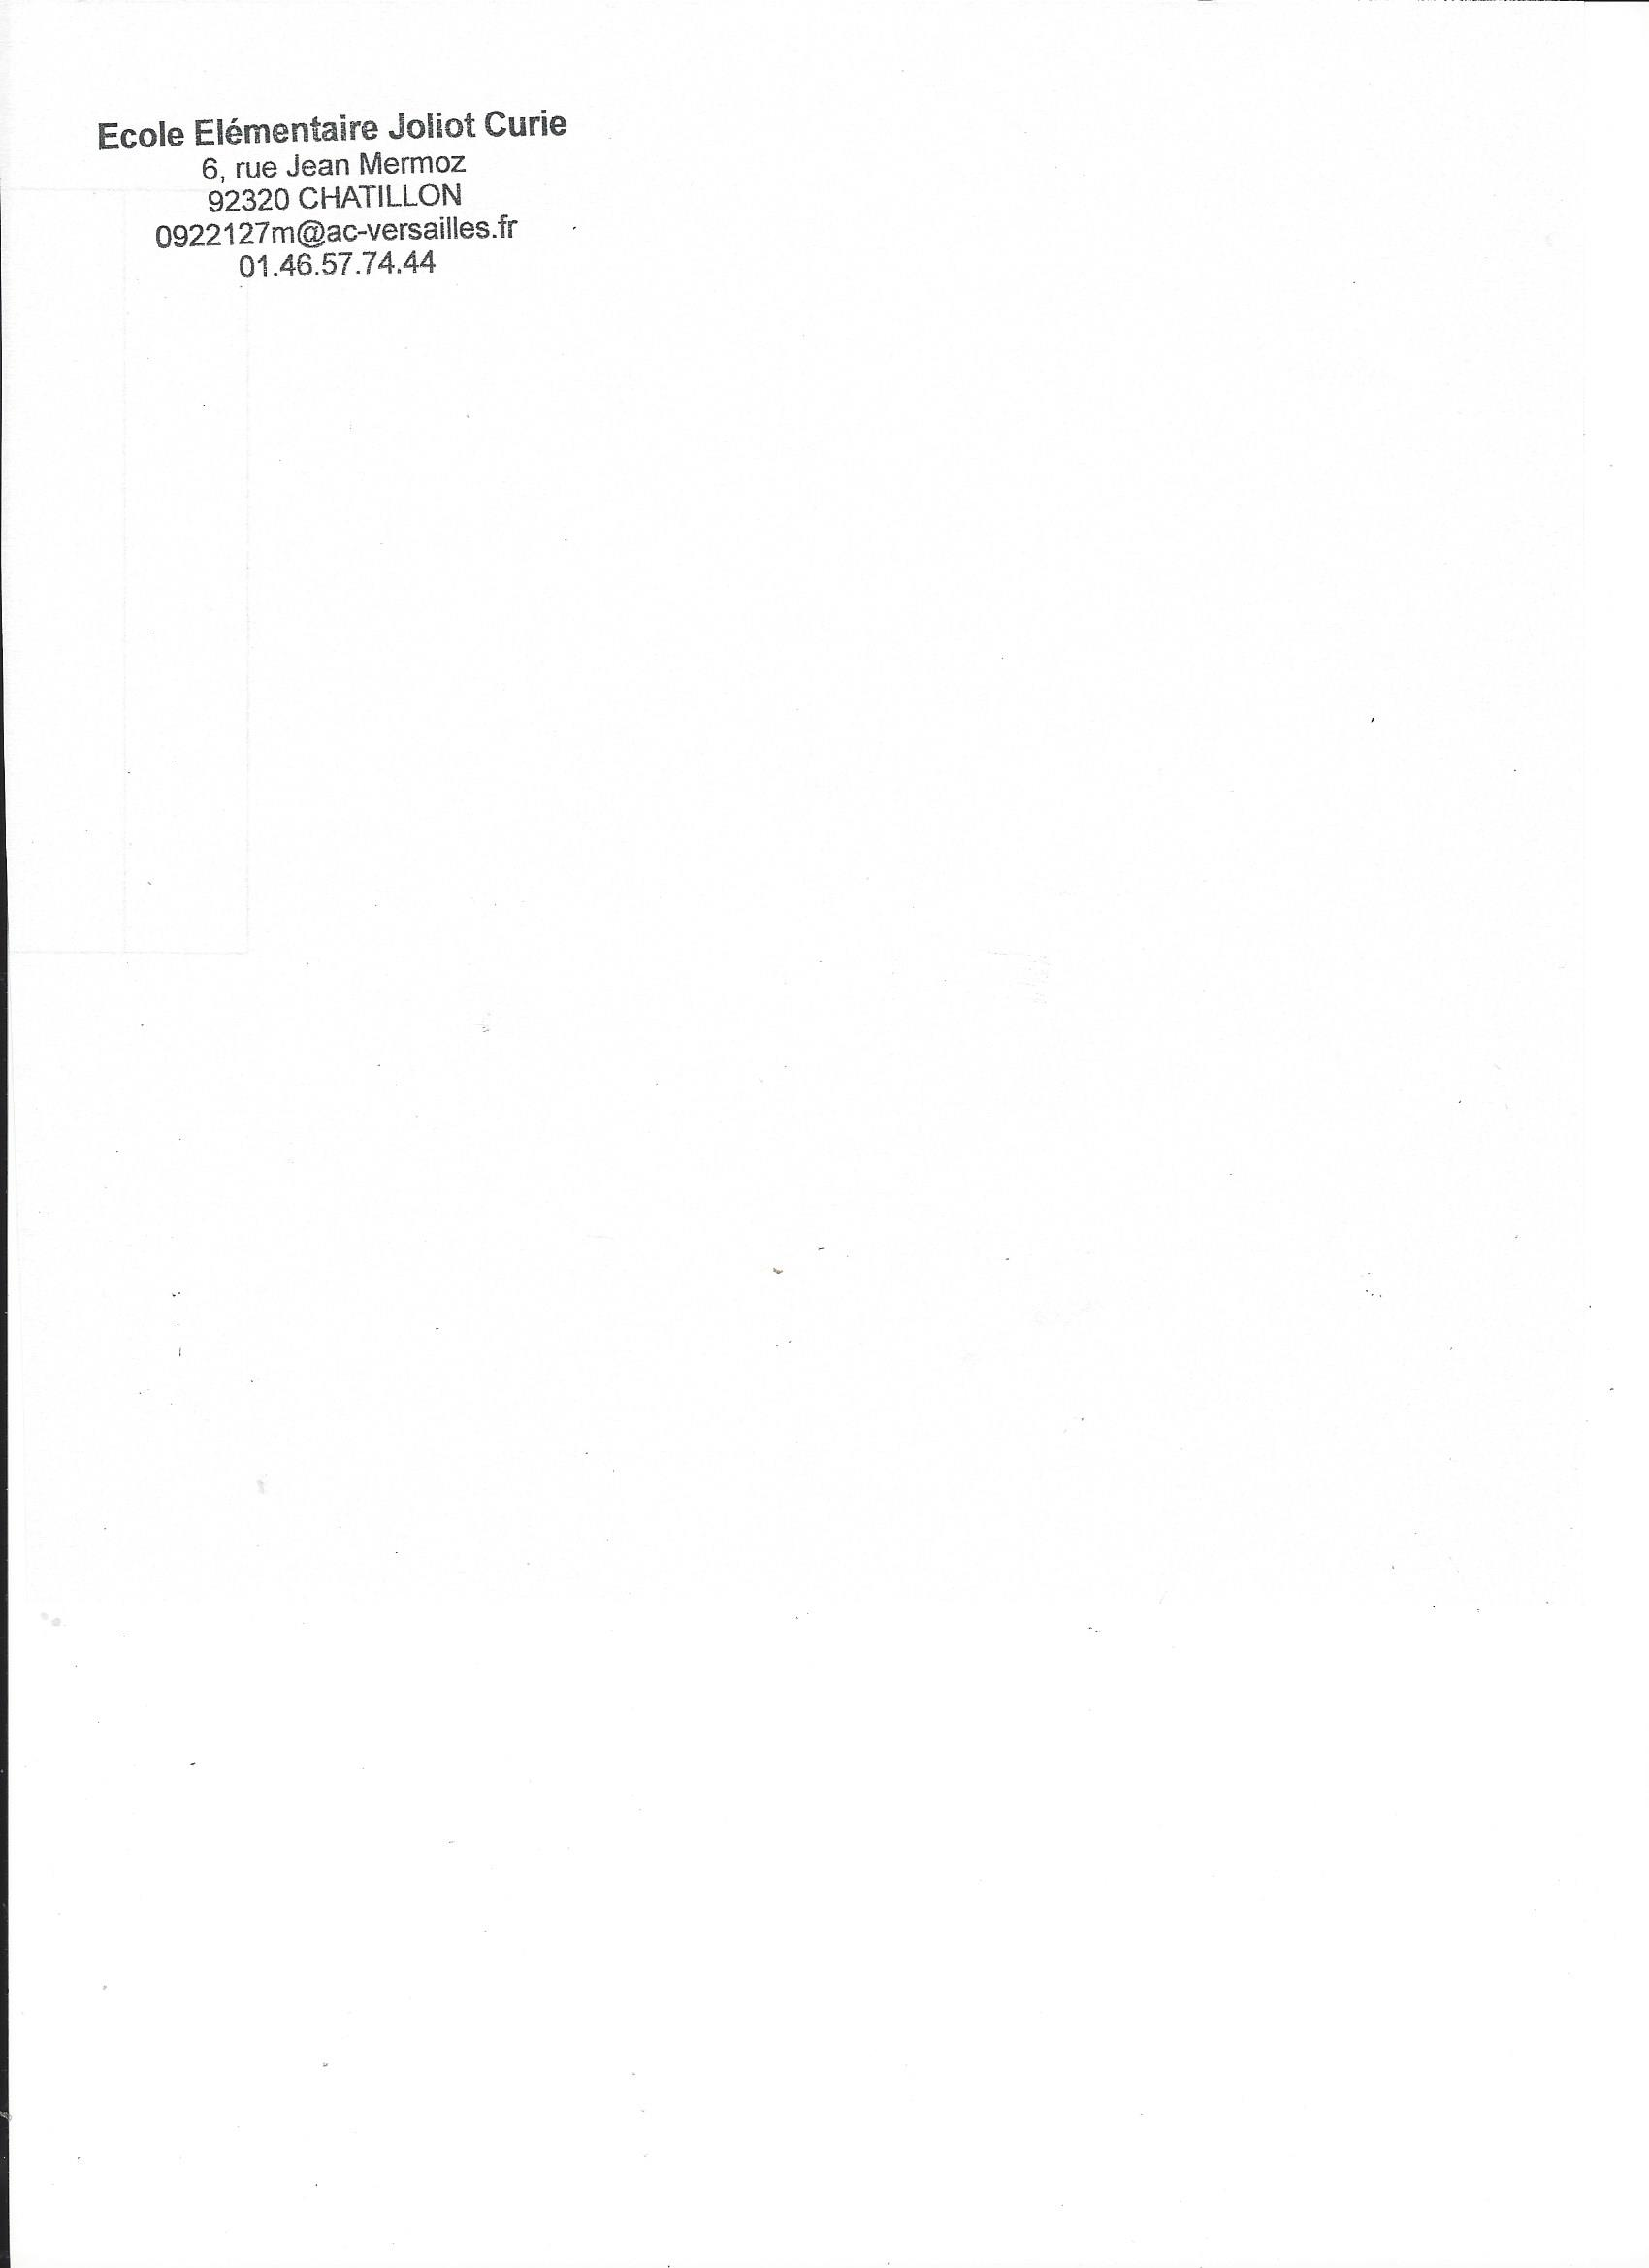 Ecole Elémentaire Joliot Curie
6, rue Jean Mermoz
92320 CHATILLON
0922127m@ac-versailles.fr
01.46.57.74.44